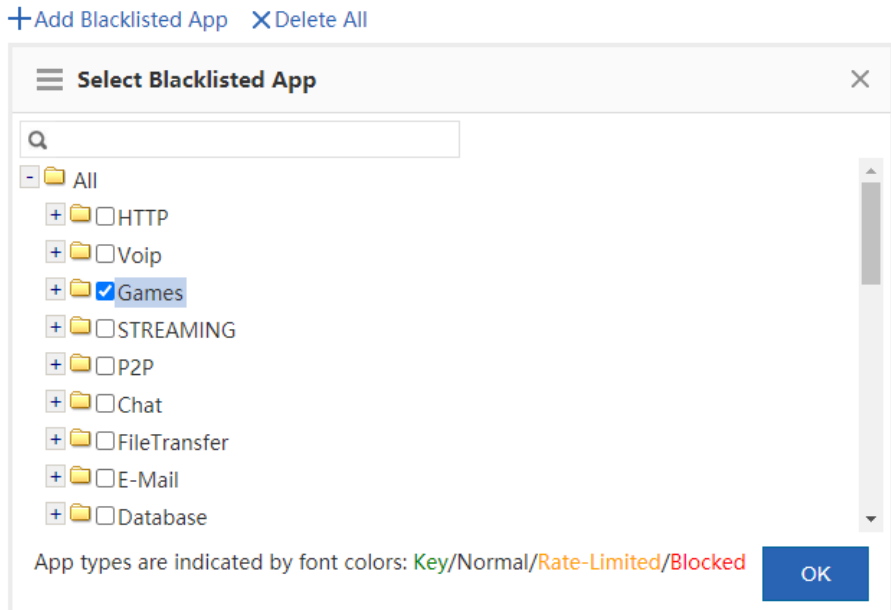 Add Blacklisted App Delete All
Select Blacklisted App
All
HTTP
Voip
Games
STREAMING
P2P
Chat
FileTransfer
E-Mail
Database
App types are indicated by font colors: Key/Normal/Rate-Limited/Blocked
OK